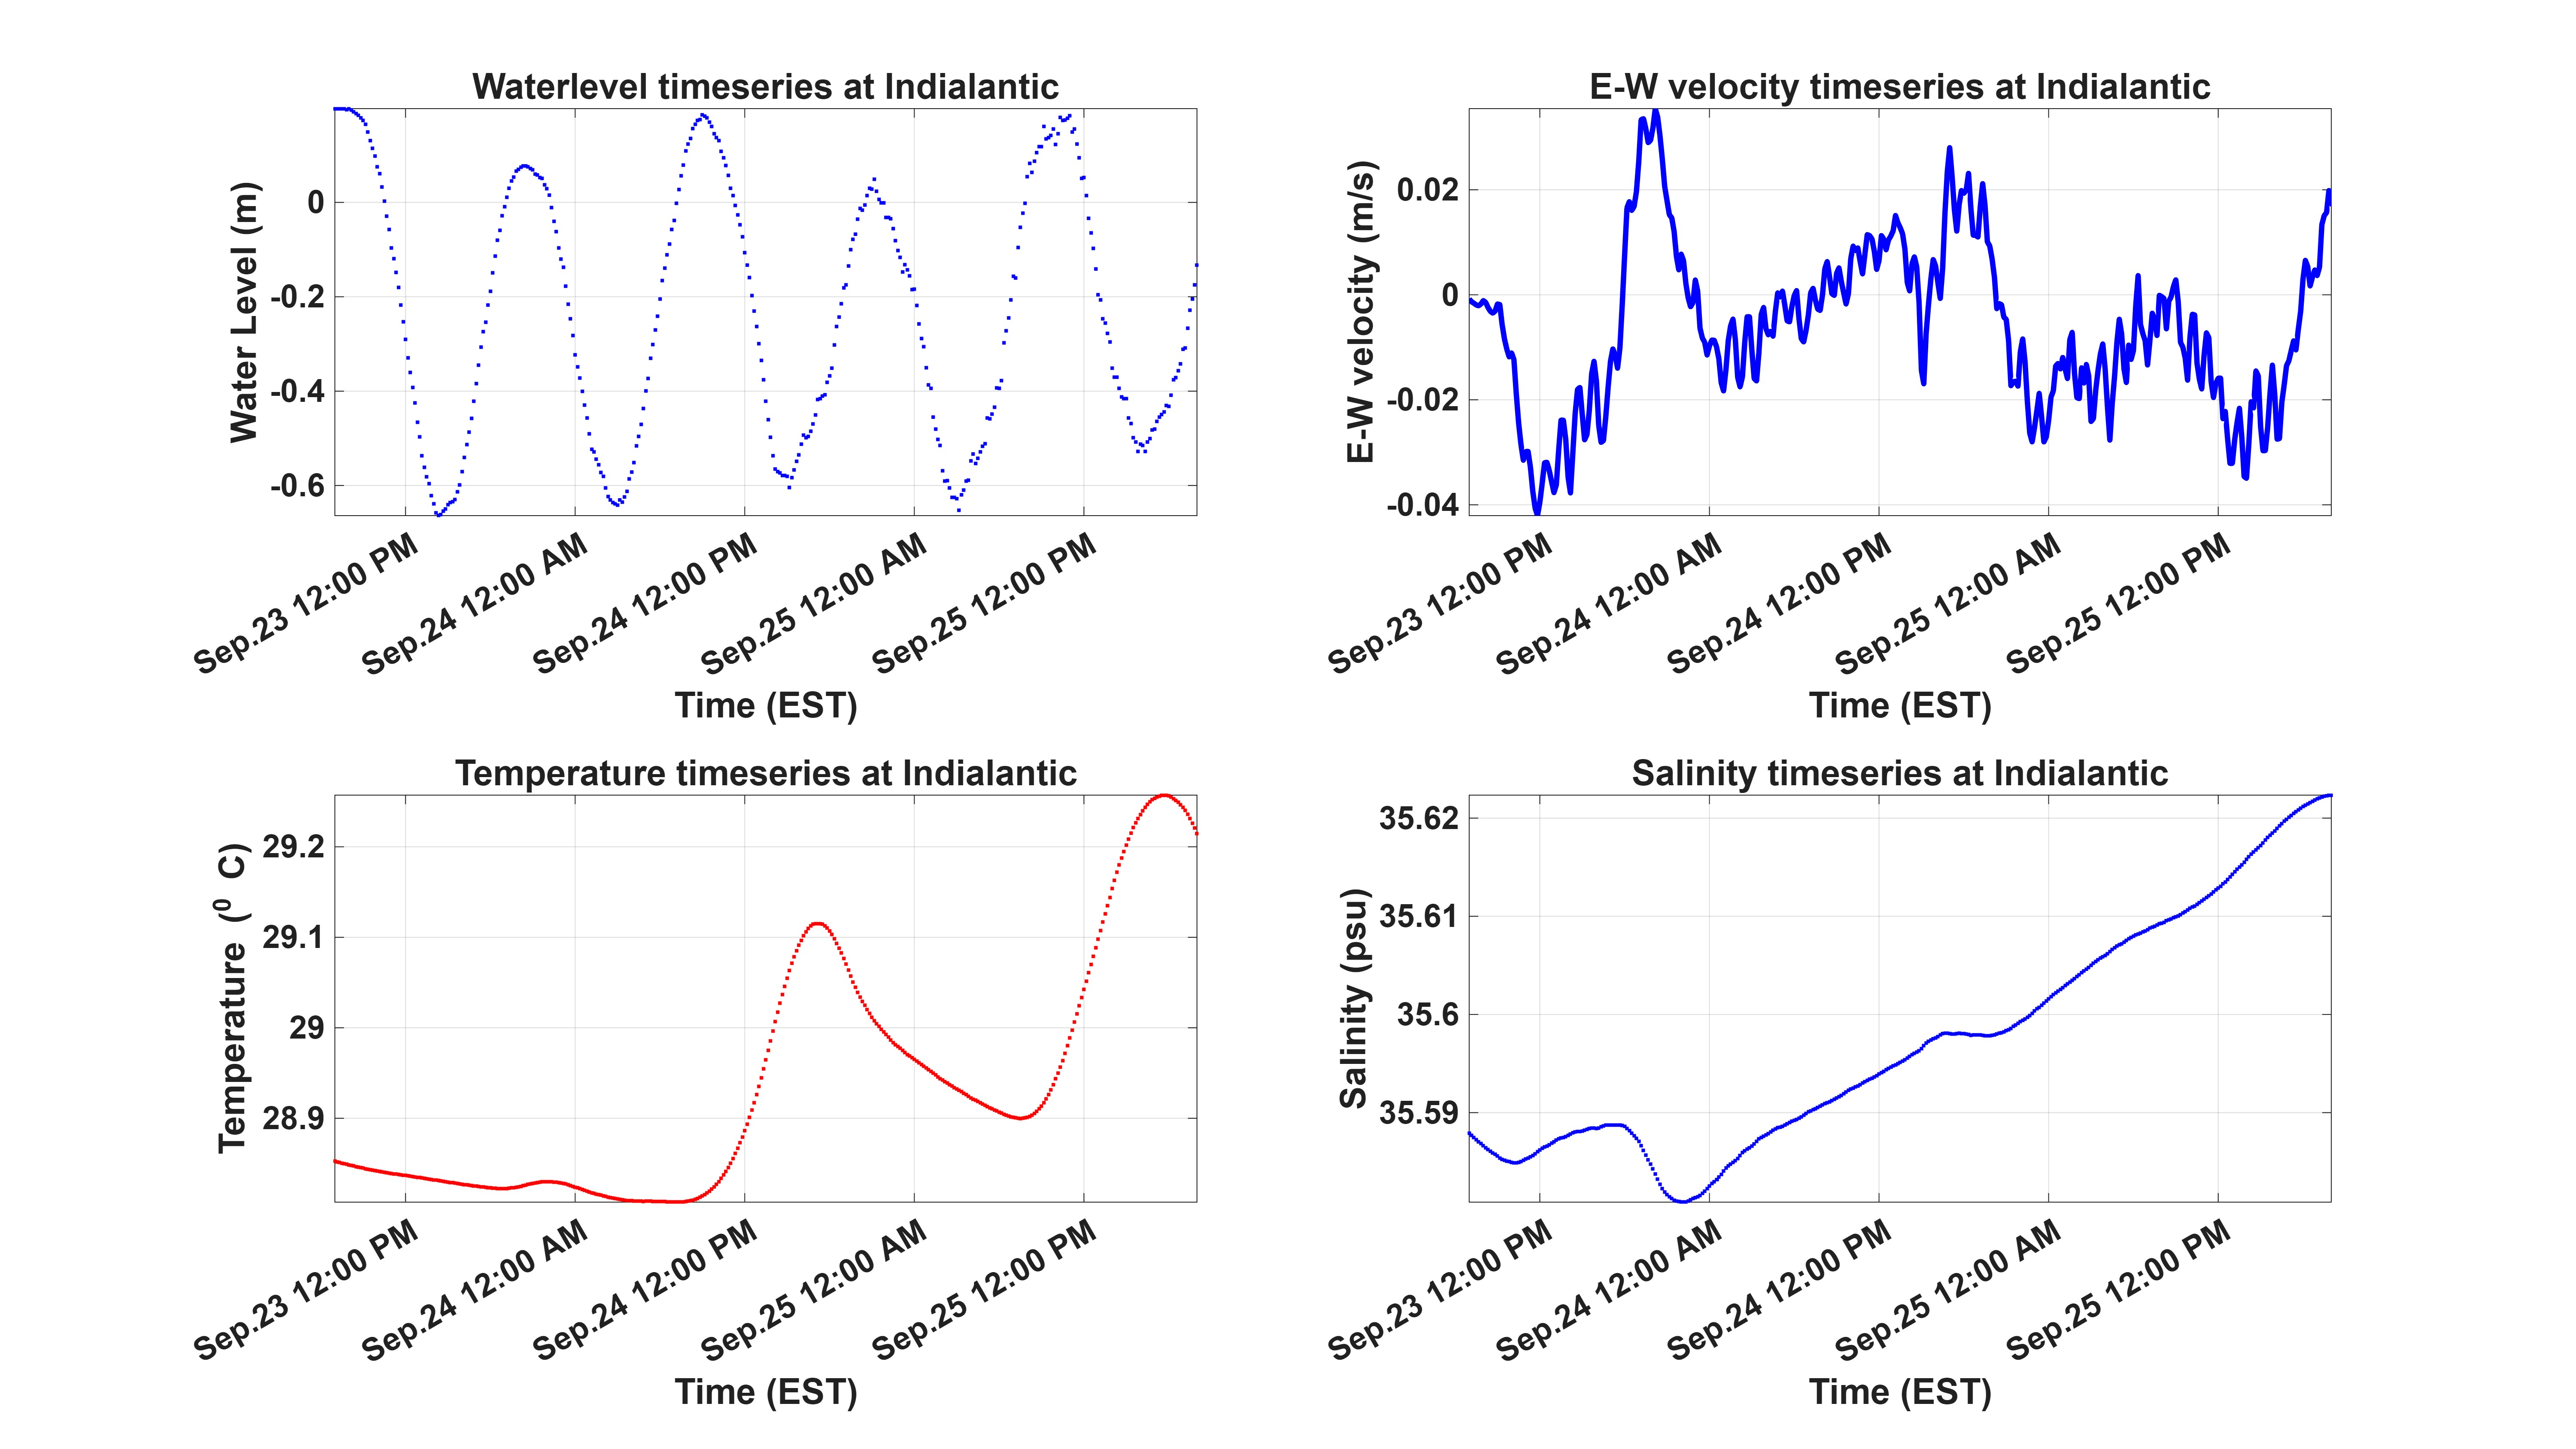 Waterlevel timeseries at Indialantic
Water Level (m)
0
-0.2
-0.4
-0.6
Sep.23 12:00 PM
Sep.24 12:00 AM
Sep.24 12:00 PM
Sep.25 12:00 AM
Sep.25 12:00 PM
Time (EST)
E-W velocity timeseries at Indialantic
E-W velocity (m/s)
0.02
0
-0.02
-0.04
Sep.23 12:00 PM
Sep.24 12:00 AM
Sep.24 12:00 PM
Sep.25 12:00 AM
Sep.25 12:00 PM
Time (EST)
Temperature timeseries at Indialantic
Temperature (⁰ C)
29.2
29.1
29
28.9
Sep.23 12:00 PM
Sep.24 12:00 AM
Sep.24 12:00 PM
Sep.25 12:00 AM
Sep.25 12:00 PM
Time (EST)
Salinity timeseries at Indialantic
Salinity (psu)
35.62
35.61
35.6
35.59
Sep.23 12:00 PM
Sep.24 12:00 AM
Sep.24 12:00 PM
Sep.25 12:00 AM
Sep.25 12:00 PM
Time (EST)